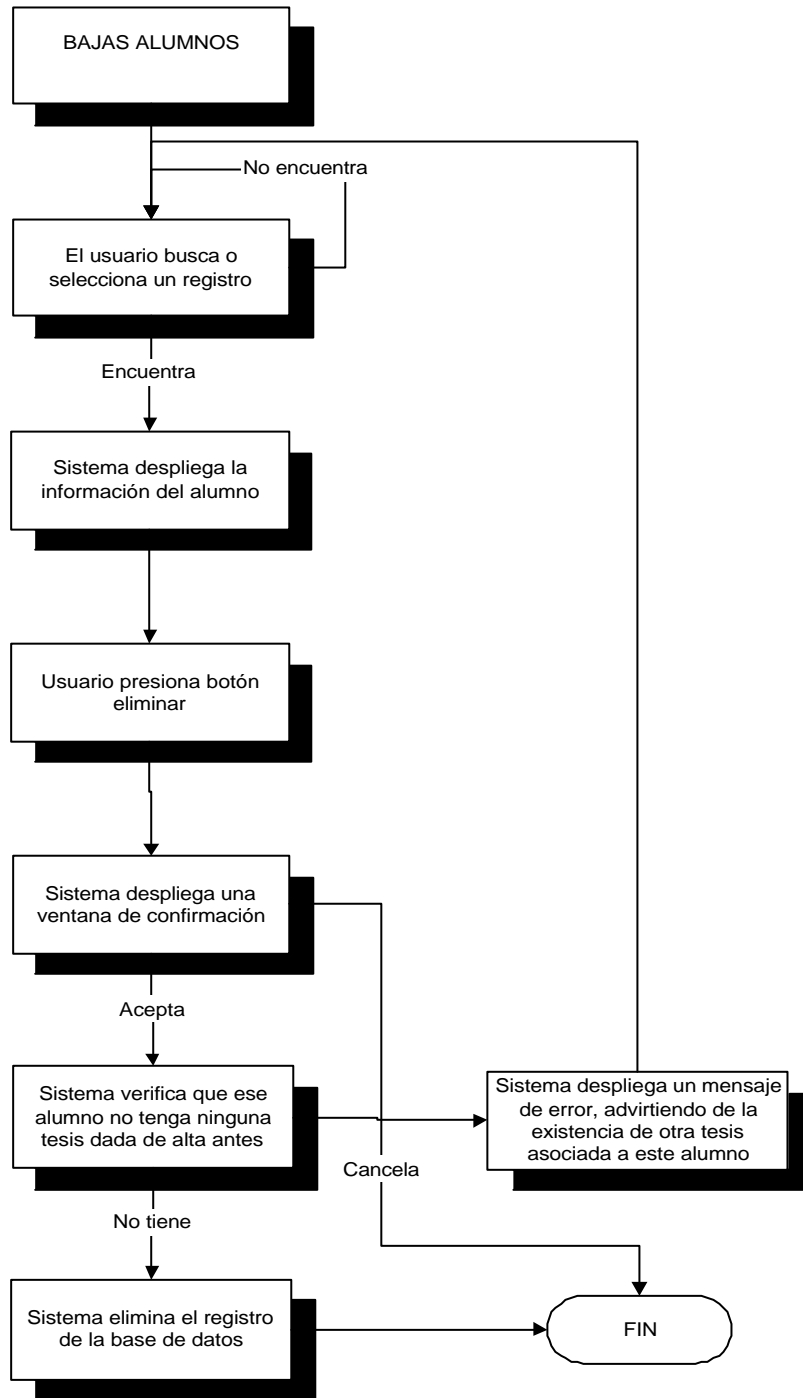 BAJAS ALUMNOS
No encuentra
El usuario busca o
selecciona un registro
Encuentra
Sistema despliega la
información del alumno
Usuario presiona botón
eliminar
Sistema despliega una
ventana de confirmación
Acepta
Sistema verifica que ese
alumno no tenga ninguna
tesis dada de alta antes
Sistema despliega un mensaje
de error, advirtiendo de la
existencia de otra tesis
asociada a este alumno
Cancela
No tiene
Sistema elimina el registro
de la base de datos
FIN